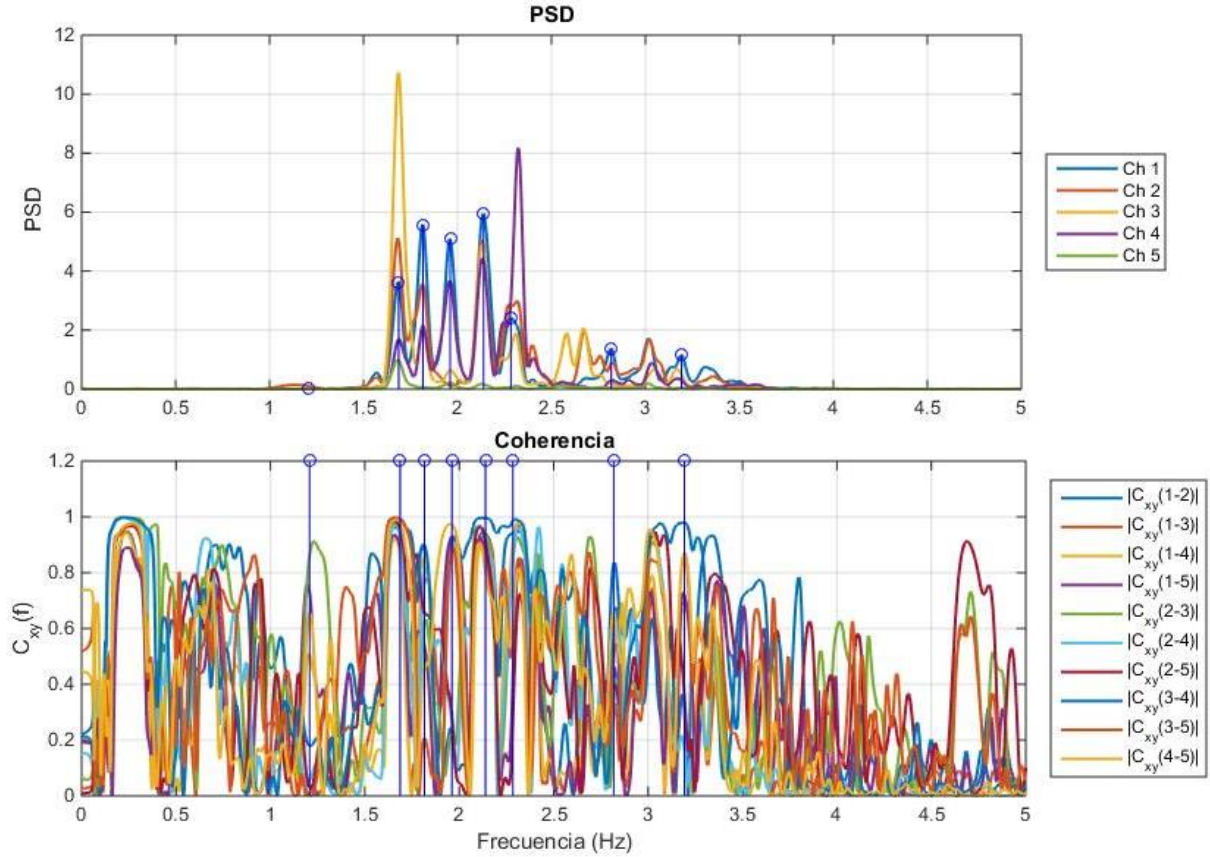 PSD
12
10
8
6
4
2
0
PSD
0 0.5 1 1.5 2 2.5 3 3.5 4 4.5 5
Ch 1
Ch 2
Ch 3
Ch 4
Ch 5
Coherencia
1.2
1
0.8
0.6
0.4
0.2
0
C_xy(f)
0 0.5 1 1.5 2 2.5 3 3.5 4 4.5 5
Frecuencia (Hz)
|C_xy(1-2)|
|C_xy(1-3)|
|C_xy(1-4)|
|C_xy(1-5)|
|C_xy(2-3)|
|C_xy(2-4)|
|C_xy(2-5)|
|C_xy(3-4)|
|C_xy(3-5)|
|C_xy(4-5)|